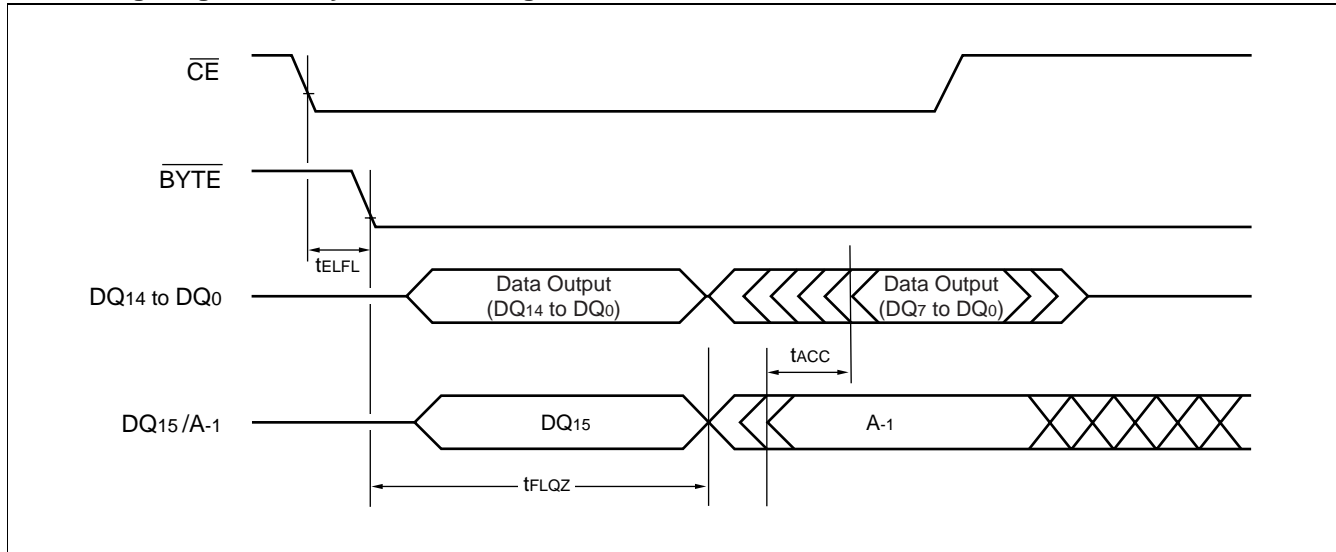 CE
BYTE
tELFL
DQ14 to DQ0
Data Output
(DQ14 to DQ0)
Data Output
(DQ7 to DQ0)
tACC
DQ15/A-1
DQ15
A-1
tFLQZ